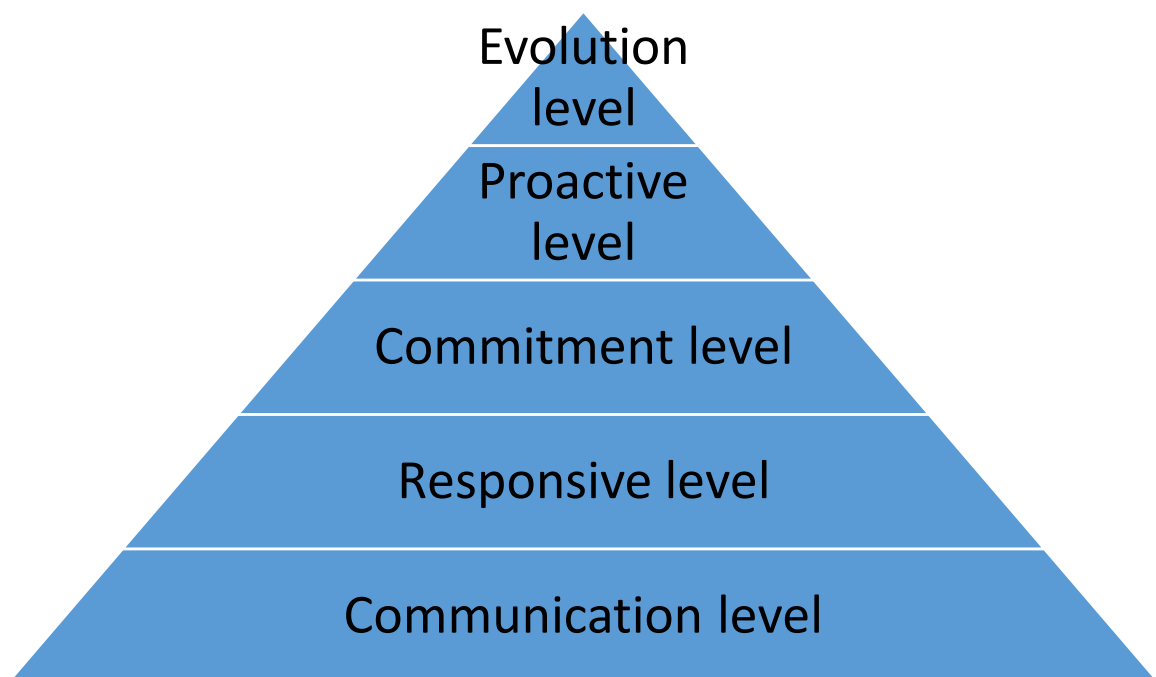 Evolution
level
Proactive
level
Commitment level
Responsive level
Communication level